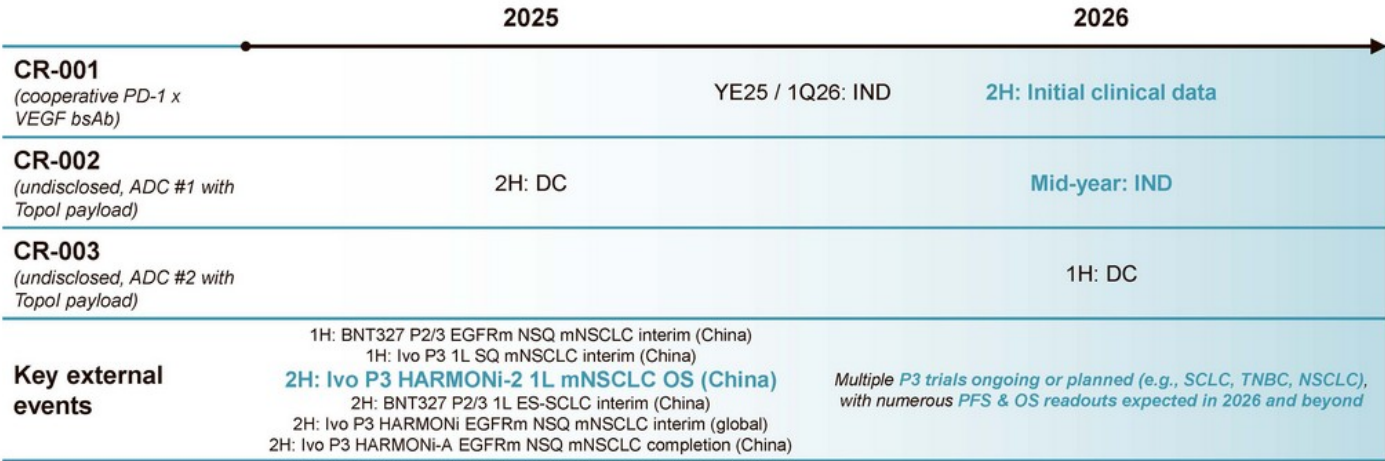 2025
2026
CR-001
(cooperative PD-1 x
VEGF bsAb)
YE25 / 1Q26: IND
2H: Initial clinical data
CR-002
(undisclosed, ADC #1 with
Topol payload)
2H: DC
Mid-year: IND
CR-003
(undisclosed, ADC #2 with
Topol payload)
1H: DC
Key external
events
1H: BNT327 P2/3 EGFRm NSQ mNSCLC interim (China)
1H: Ivo P3 1L SQ mNSCLC interim (China)
2H: Ivo P3 HARMONi-2 1L mNSCLC OS (China)
2H: BNT327 P2/3 1L ES-SCLC interim (China)
2H: Ivo P3 HARMONi EGFRm NSQ mNSCLC interim (global)
2H: Ivo P3 HARMONi-A EGFRm NSQ mNSCLC completion (China)
Multiple P3 trials ongoing or planned (e.g., SCLC, TNBC, NSCLC),
with numerous PFS & OS readouts expected in 2026 and beyond